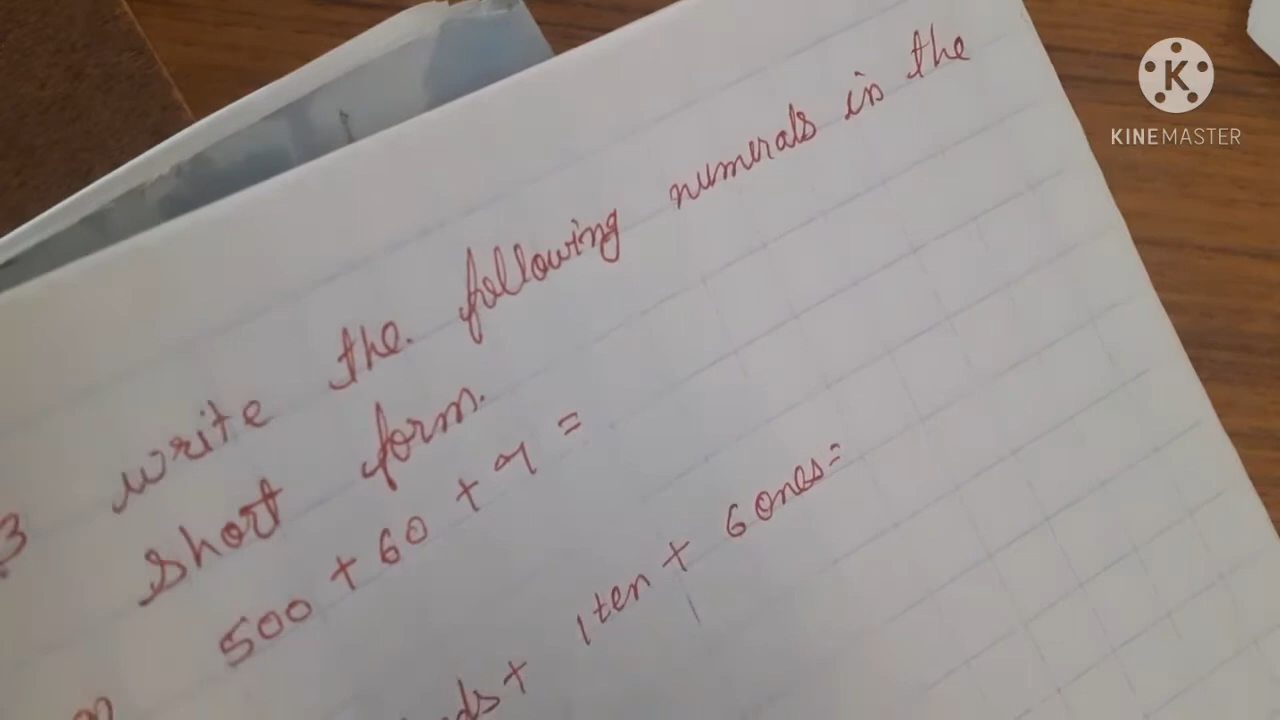 3 write the following numerals in the
short form.
500 + 60 + 7 =
1 ten + 6 ones =
KINEMASTER